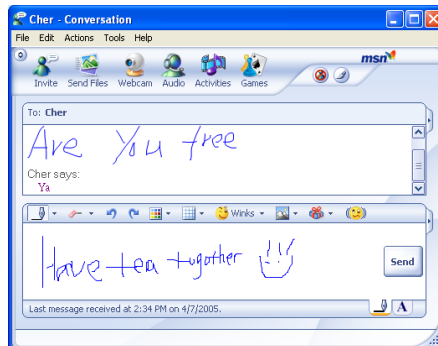 Cher - Conversation
File Edit Actions Tools Help
msn
Invite Send Files Webcam Audio Activities Games
To: Cher
Are You free
Cher says:
Ya
Winks
Have tea together
Send
Last message received at 2:34 PM on 4/7/2005.
A